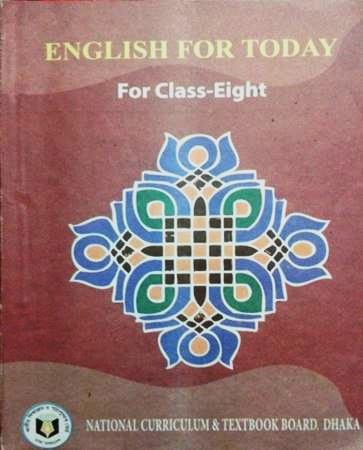 ENGLISH FOR TODAY
For Class-Eight
NATIONAL CURRICULUM & TEXTBOOK BOARD, DHAKA